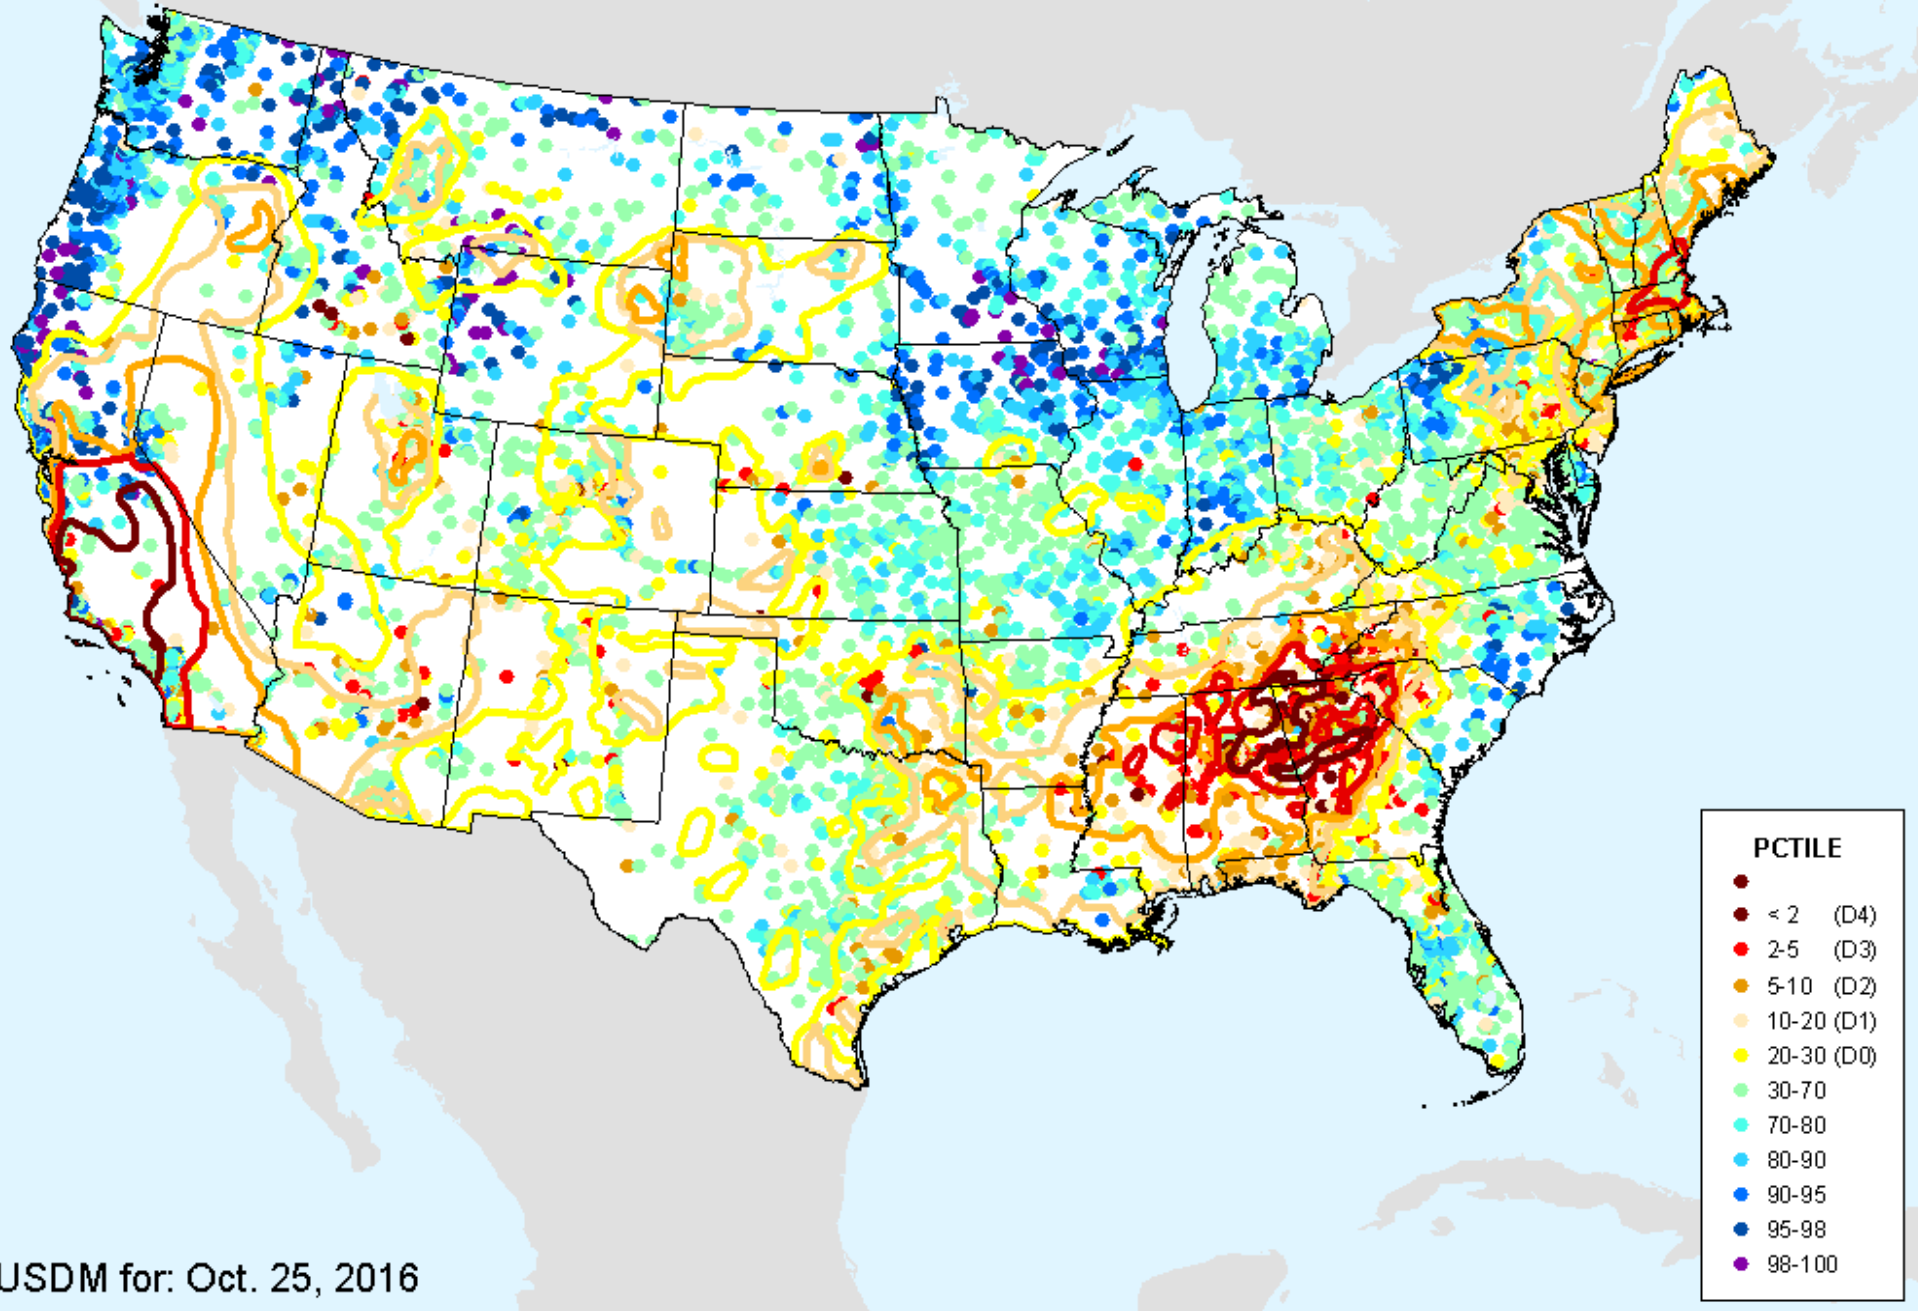 PCTILE
< 2 (D4)
2-5 (D3)
5-10 (D2)
10-20 (D1)
20-30 (D0)
30-70
70-80
80-90
90-95
95-98
98-100
USDM for: Oct. 25, 2016